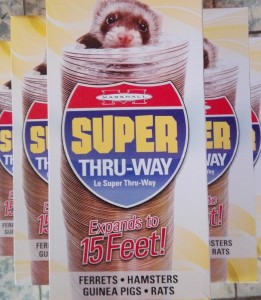 MARSHALL
SUPER
THRU-WAY
Le Super Thru-Way
Expands to
15 Feet!
FERRETS • HAMSTERS
GUINEA PIGS • RATS